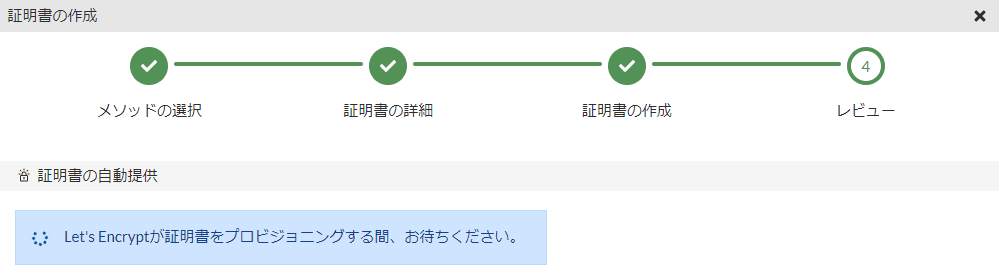 証明書の作成
4
メソッドの選択
証明書の詳細
証明書の作成
レビュー
証明書の自動提供
Let's Encryptが証明書をプロビジョニングする間、お待ちください。